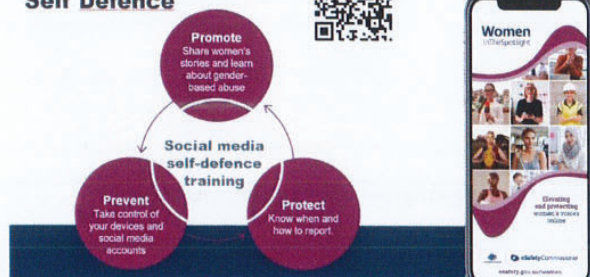 Self Defence
Promote
Share women's
stories and learn
about gender-
based abuse
Social media
self-defence
training
Prevent
Take control of
your devices and
social media
accounts
Protect
Know when and
how to report.
Women
InTheSpotlight
Elevating
and protecting
women's voices
online
eSafetyCommissioner
esafety.gov.au/women